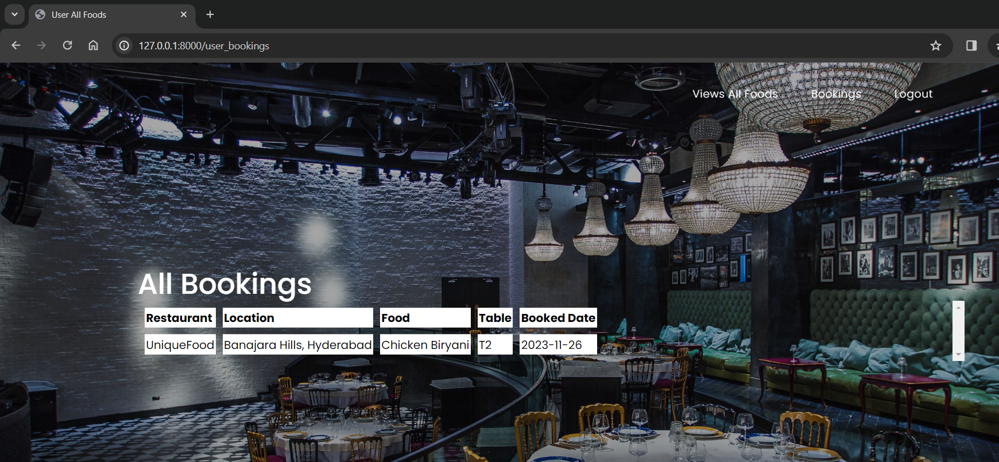 User All Foods
127.0.0.1:8000/user_bookings
Views All Foods Bookings Logout
All Bookings
Restaurant Location Food Table Booked Date
UniqueFood Banajara Hills, Hyderabad Chicken Biryani T2 2023-11-26